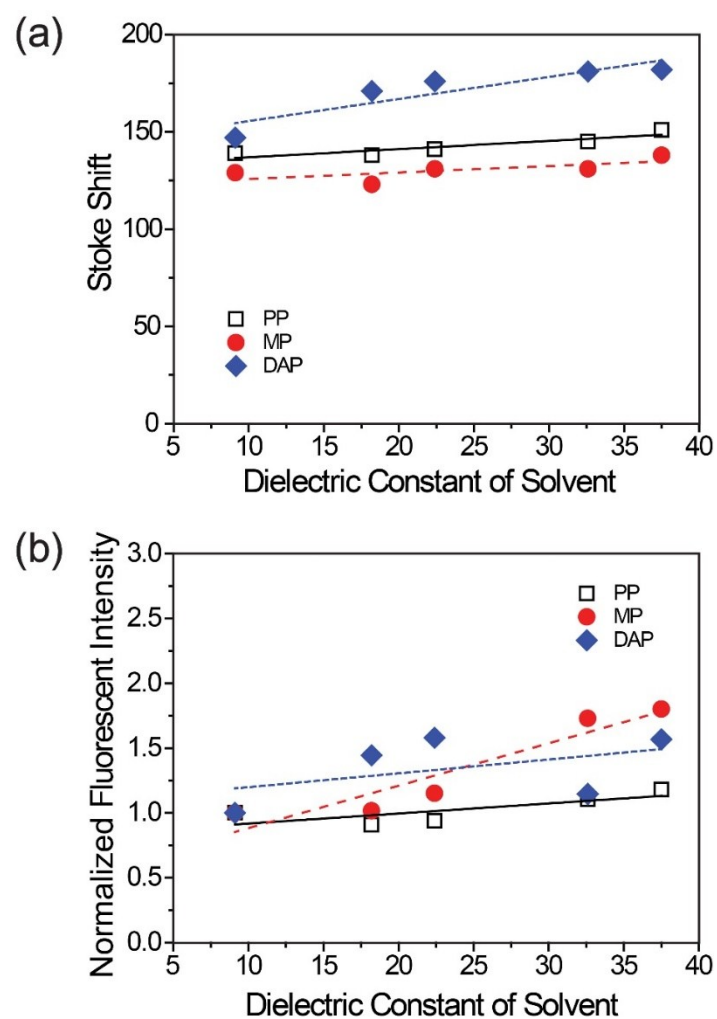 (a)
200
150
100
50
0
Stoke Shift
PP
MP
DAP
5 10 15 20 25 30 35 40
Dielectric Constant of Solvent
(b)
3.0
2.5
2.0
1.5
1.0
0.5
0.0
Normalized Fluorescent Intensity
PP
MP
DAP
5 10 15 20 25 30 35 40
Dielectric Constant of Solvent